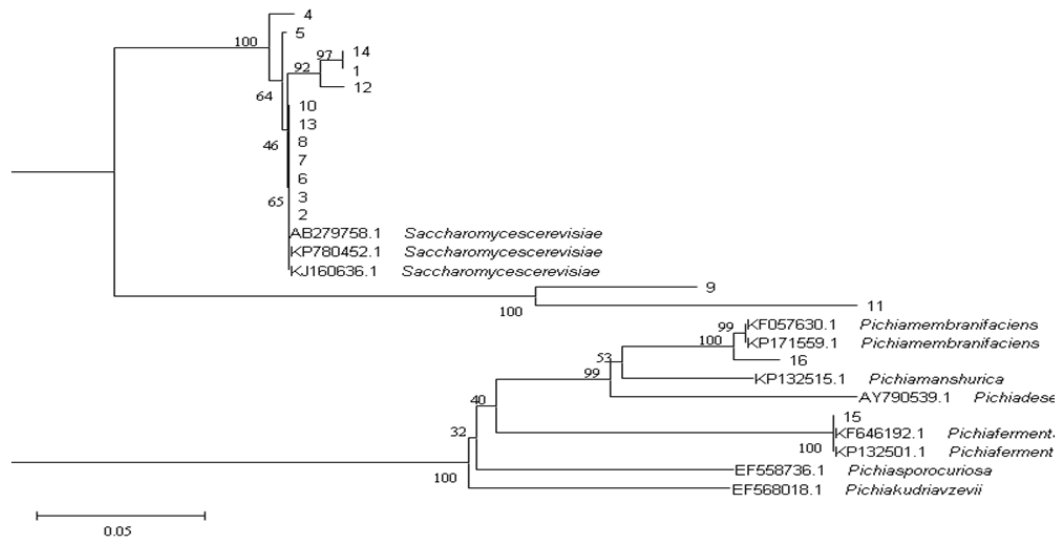 4
100
5
97 14
92 1
12
64
10
13
46 8
7
6
65 3
2
AB279758.1 Saccharomycescerevisiae
KP780452.1 Saccharomycescerevisiae
KJ160636.1 Saccharomycescerevisiae
9
100 11
99 KF057630.1 Pichiamembranifaciens
100 KP171559.1 Pichiamembranifaciens
53 16
99 KP132515.1 Pichiamanshurica
40 AY790539.1 Pichiadese
15
32 KF646192.1 Pichiaferment
100 KP132501.1 Pichiaferment
100 EF558736.1 Pichiasporocuriosa
EF568018.1 Pichiakudriavzevii
0.05